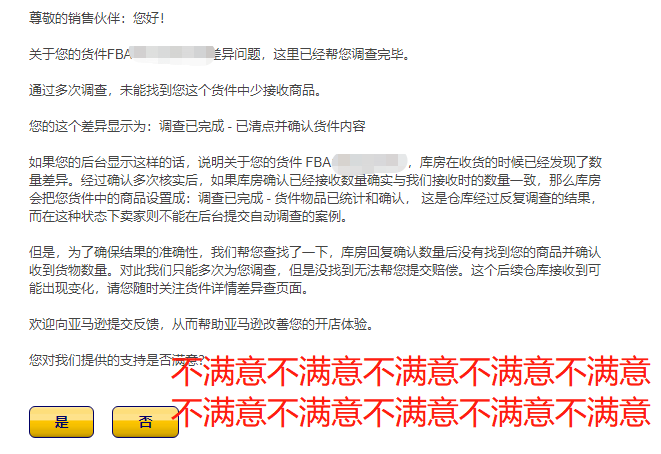 尊敬的销售伙伴：您好！
关于您的货件FBA 差异问题，这里已经帮您调查完毕。
通过多次调查，未能找到您这个货件中少接收商品。
您的这个差异显示为：调查已完成 - 已清点并确认货件内容
如果您的后台显示这样的话，说明关于您的货件 FBA ，库房在收货的时候已经发现了数
量差异。经过确认多次核实后，如果库房确认已经接收数量确实与我们接收时的数量一致，那么库房
会把您货件中的商品设置成：调查已完成 - 货件物品已统计和确认， 这是仓库经过反复调查的结果，
而在这种状态下卖家则不能在后台提交自动调查的案例。
但是，为了确保结果的准确性，我们帮您查找了一下，库房回复确认数量后没有找到您的商品并确认
收到货物数量。对此我们只能多次为您调查，但是没找到无法帮您提交赔偿。这个后续仓库接收到可
能出现变化，请您随时关注货件详情差异查页面。
欢迎向亚马逊提交反馈，从而帮助亚马逊改善您的开店体验。
您对我们提供的支持是否满意？
不满意不满意不满意不满意不满意
不满意不满意不满意不满意不满意
是 否